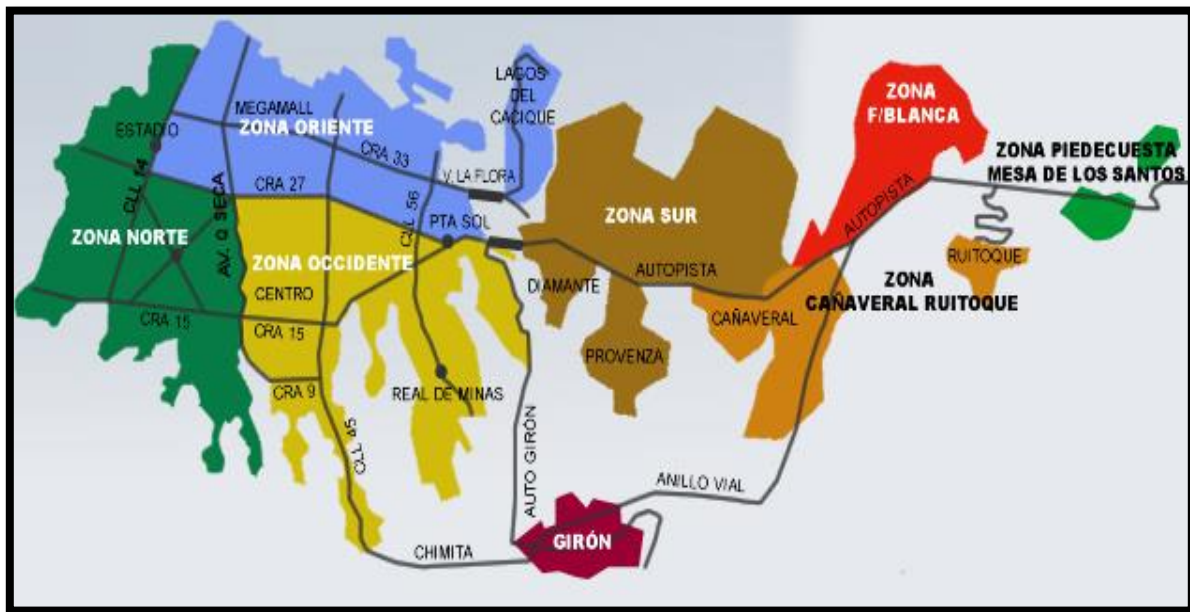 LAGOS
DEL
CACIQUE
ZONA
F/BLANCA
MEGAMALL
ESTADIO
ZONA ORIENTE
CRA 33
ZONA PIEDECUESTA
MESA DE LOS SANTOS
CLL 14
CRA 27
V. LA FLORA
AV. Q SECA
CLL 56
PTA SOL
ZONA SUR
AUTOPISTA
ZONA NORTE
ZONA OCCIDENTE
RUITOQUE
AUTOPISTA
DIAMANTE
CENTRO
ZONA
CAÑAVERAL RUITOQUE
CRA 15
CRA 15
CAÑAVERAL
PROVENZA
CRA 9
REAL DE MINAS
CLL 45
AUTO GIRÓN
ANILLO VIAL
GIRÓN
CHIMITA